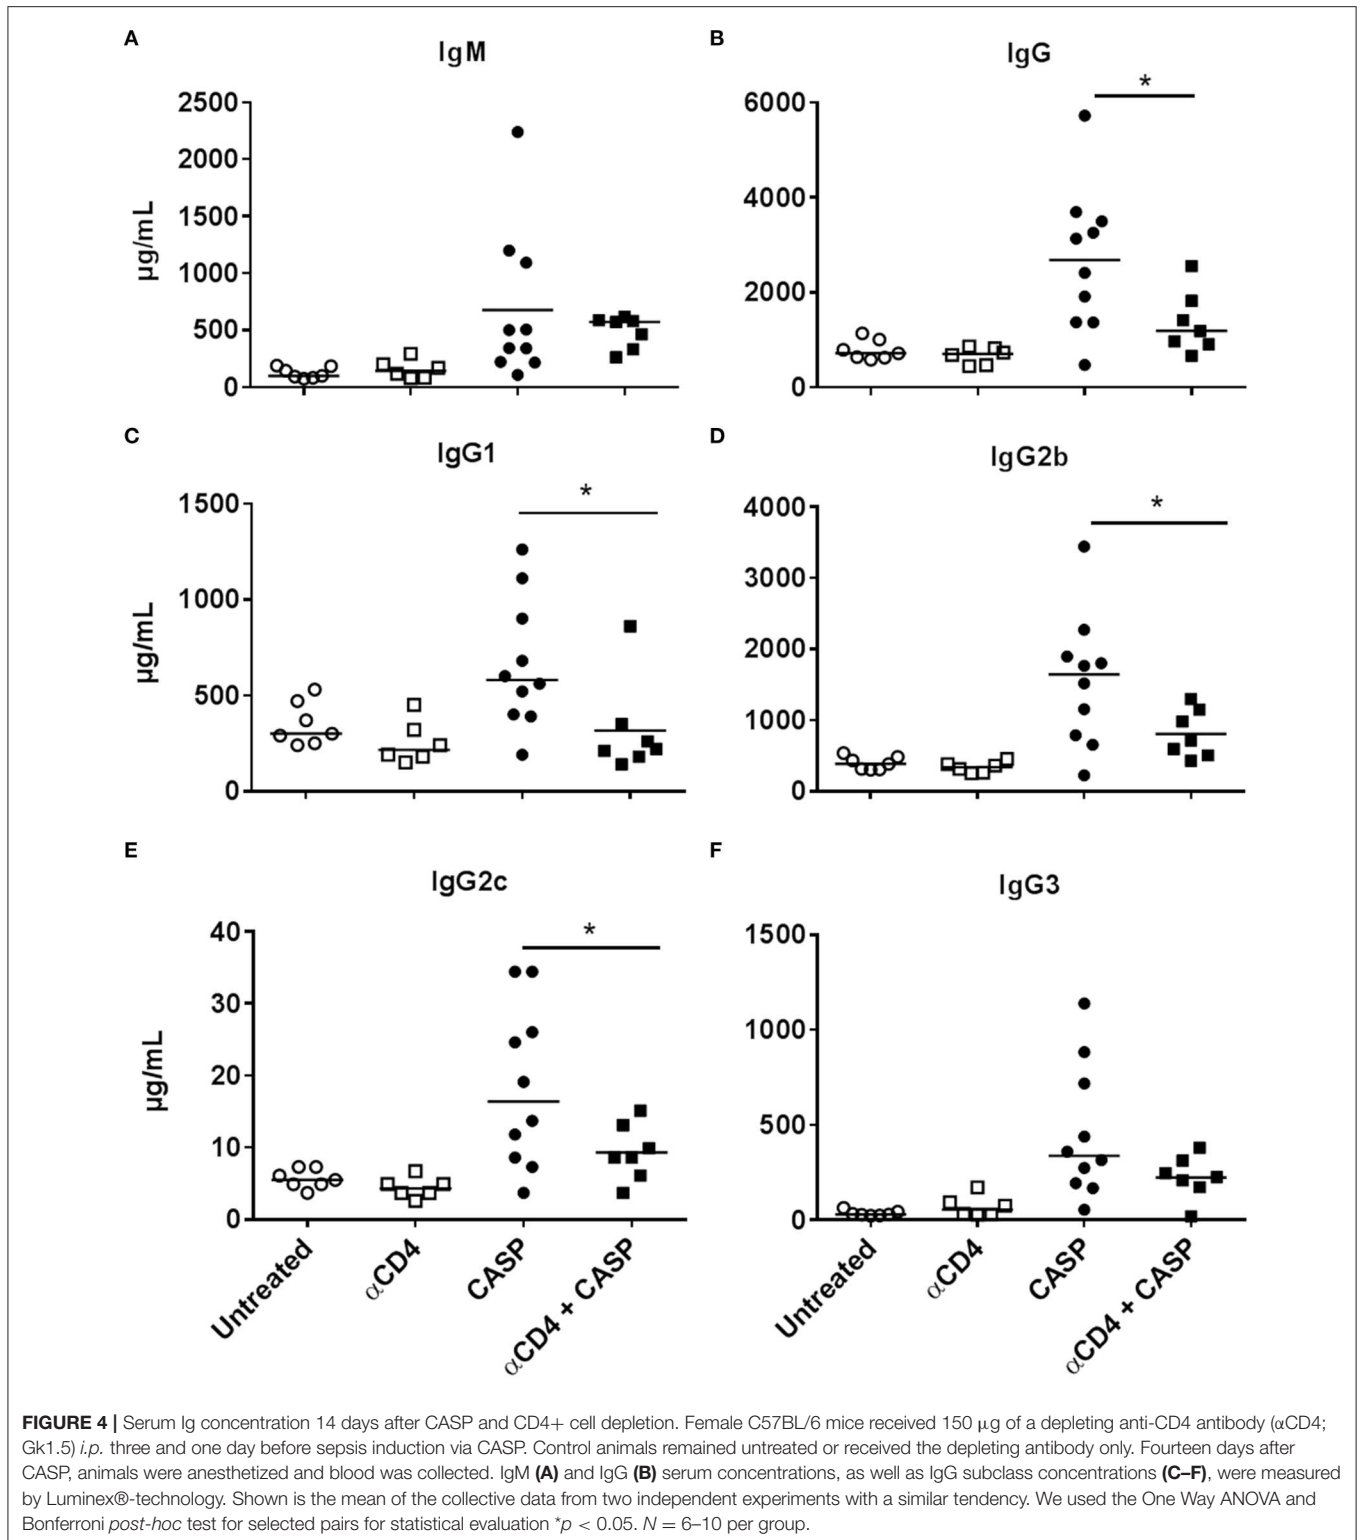 A
IgM
2500
2000
1500
1000
500
0
µg/mL
B
IgG
*
6000
4000
2000
0
C
IgG1
*
1500
1000
500
0
µg/mL
D
IgG2b
*
4000
3000
2000
1000
0
E
IgG2c
*
40
30
20
10
0
µg/mL
Untreated
αCD4
CASP
αCD4 + CASP
F
IgG3
1500
1000
500
0
Untreated
αCD4
CASP
αCD4 + CASP
FIGURE 4 | Serum Ig concentration 14 days after CASP and CD4+ cell depletion. Female C57BL/6 mice received 150 µg of a depleting anti-CD4 antibody (αCD4;
Gk1.5) i.p. three and one day before sepsis induction via CASP. Control animals remained untreated or received the depleting antibody only. Fourteen days after
CASP, animals were anesthetized and blood was collected. IgM (A) and IgG (B) serum concentrations, as well as IgG subclass concentrations (C–F), were measured
by Luminex®-technology. Shown is the mean of the collective data from two independent experiments with a similar tendency. We used the One Way ANOVA and
Bonferroni post-hoc test for selected pairs for statistical evaluation *p < 0.05. N = 6–10 per group.